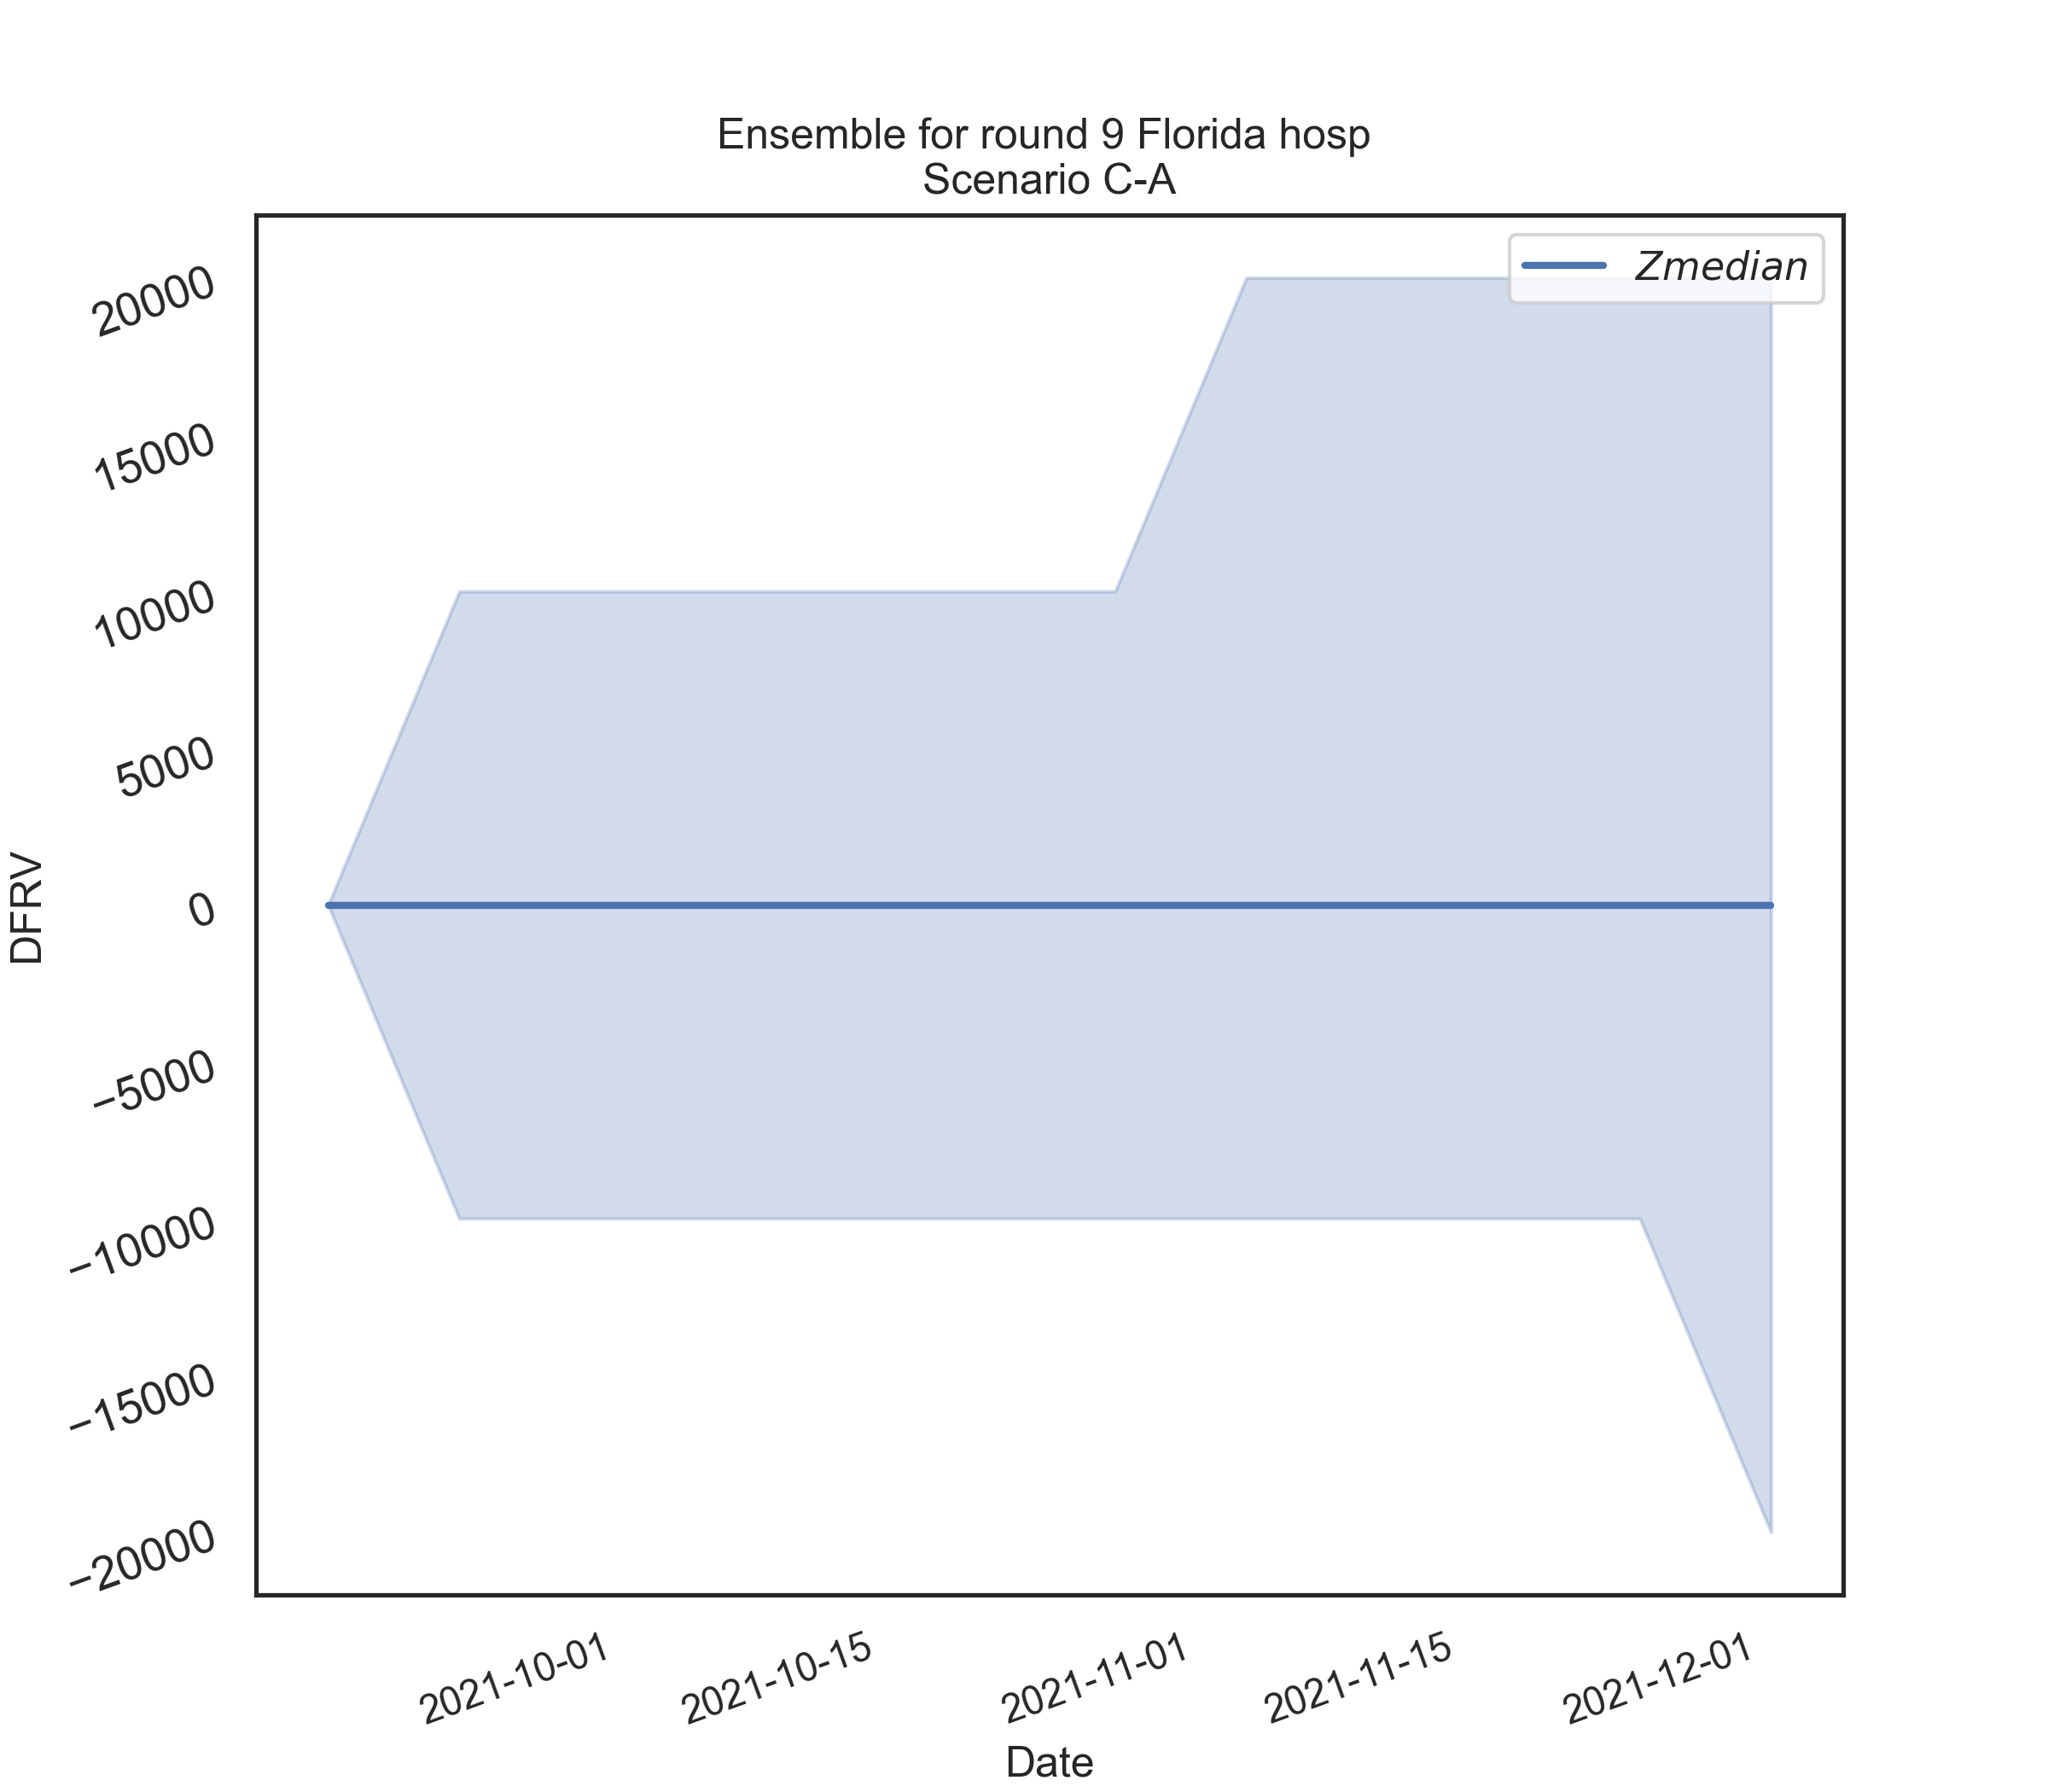 Ensemble for round 9 Florida hosp
Scenario C-A
Zmedian
20000
15000
10000
5000
0
−5000
−10000
−15000
−20000
DFRV
2021-10-01
2021-10-15
2021-11-01
2021-11-15
2021-12-01
Date